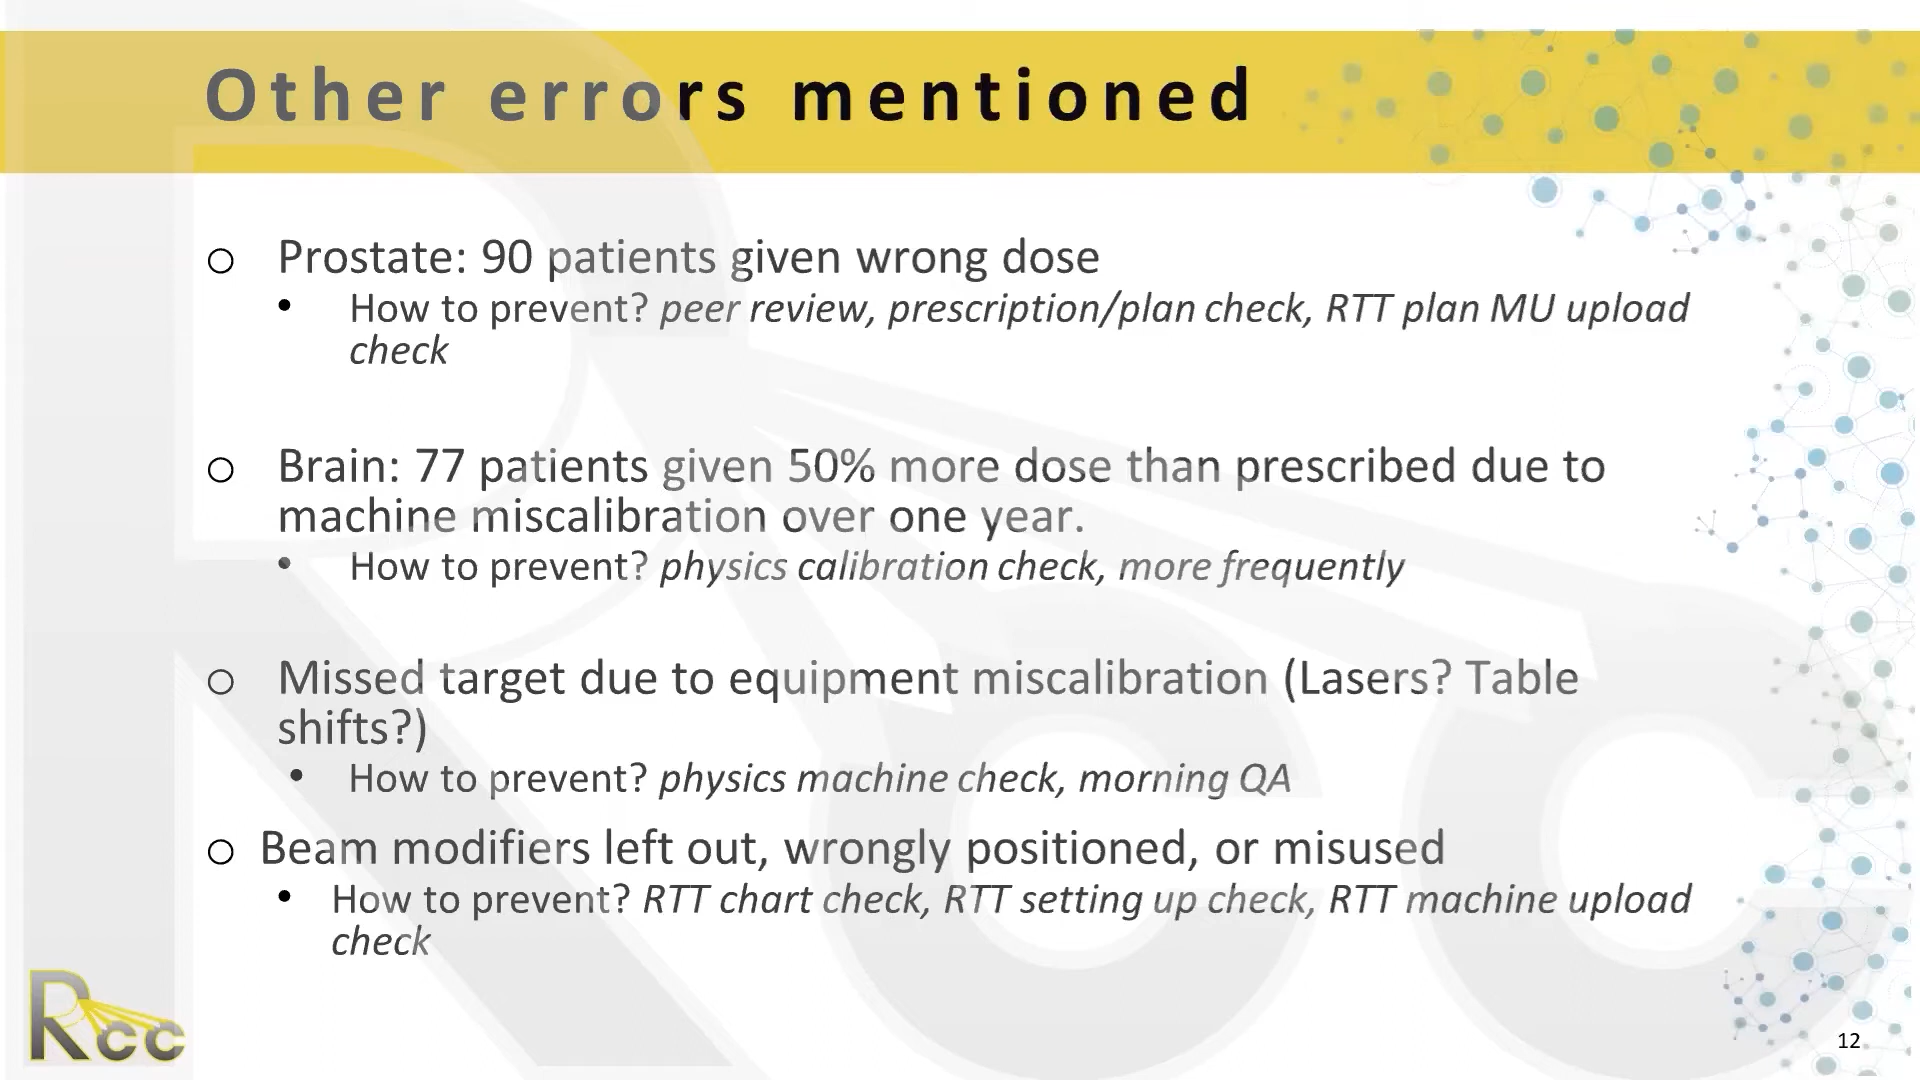 Other errors mentioned
o Prostate: 90 patients given wrong dose
• How to prevent? peer review, prescription/plan check, RTT plan MU upload
check
o Brain: 77 patients given 50% more dose than prescribed due to
machine miscalibration over one year.
• How to prevent? physics calibration check, more frequently
o Missed target due to equipment miscalibration (Lasers? Table
shifts?)
• How to prevent? physics machine check, morning QA
o Beam modifiers left out, wrongly positioned, or misused
• How to prevent? RTT chart check, RTT setting up check, RTT machine upload
check
Rcc
12